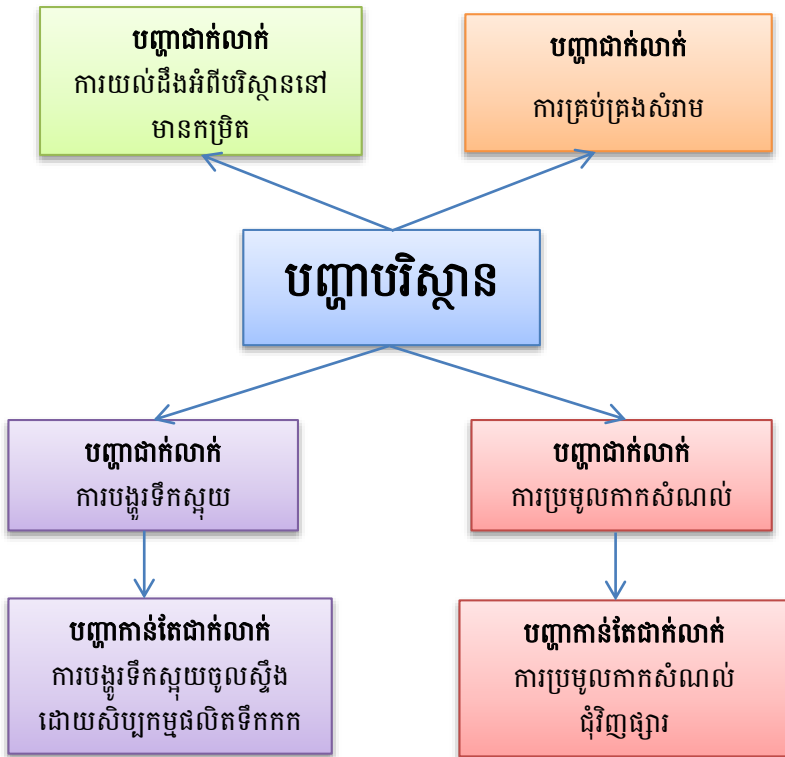 បញ្ហាជាក់លាក់
ការយល់ដឹងអំពីបរិស្ថាននៅ
មានកម្រិត
បញ្ហាជាក់លាក់
ការគ្រប់គ្រងសំរាម
បញ្ហាបរិស្ថាន
បញ្ហាជាក់លាក់
ការបង្ហូរទឹកស្អុយ
បញ្ហាជាក់លាក់
ការប្រមូលកាកសំណល់
បញ្ហាកាន់តែជាក់លាក់
ការបង្ហូរទឹកស្អុយចូលស្ទឹង
ដោយសិប្បកម្មផលិតទឹកកក
បញ្ហាកាន់តែជាក់លាក់
ការប្រមូលកាកសំណល់
ជុំវិញផ្សារ